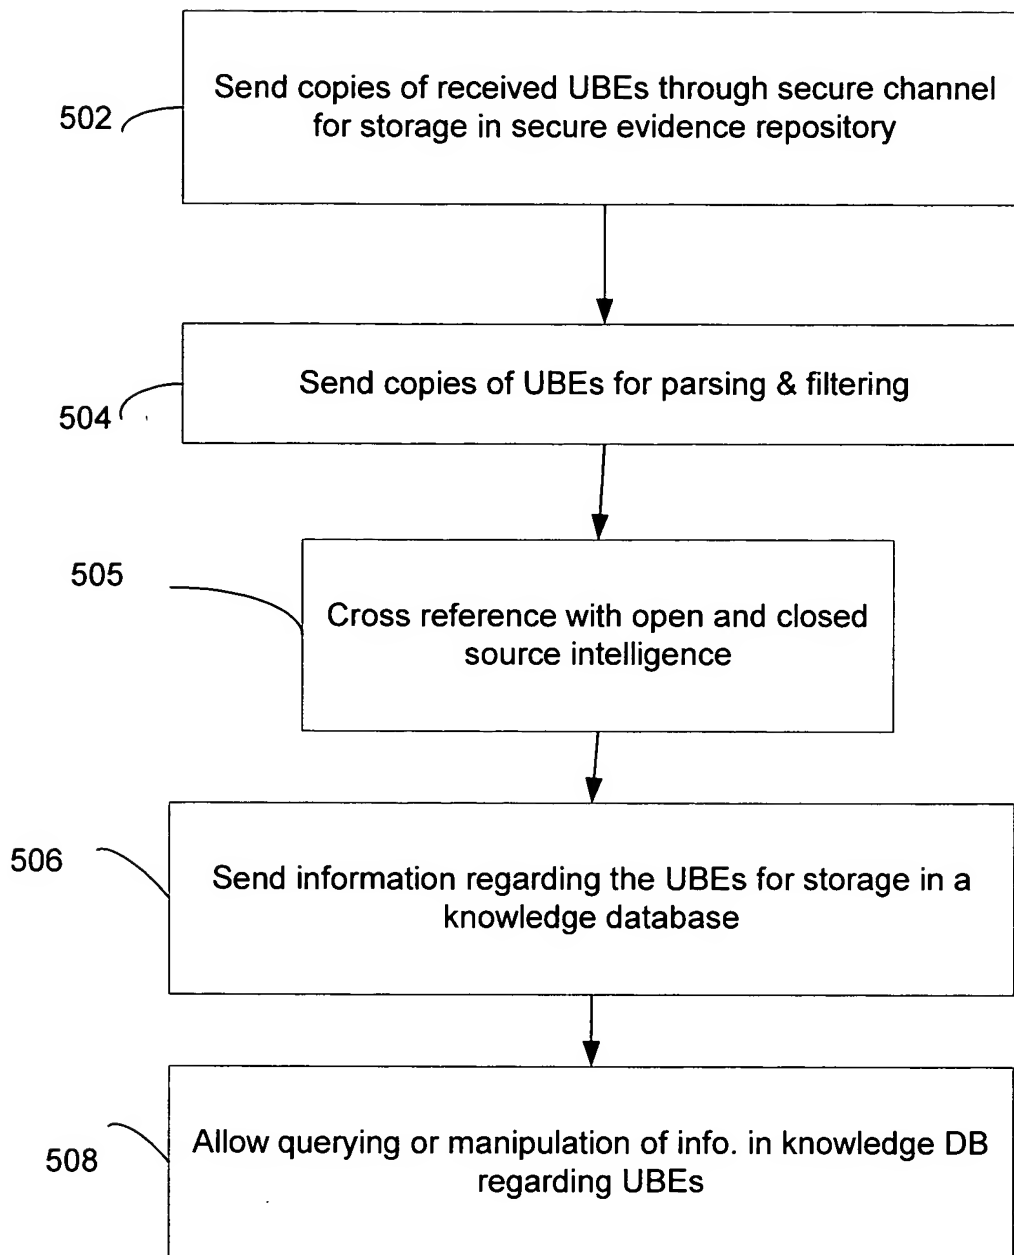 502
Send copies of received UBEs through secure channel
for storage in secure evidence repository
504
Send copies of UBEs for parsing & filtering
505
Cross reference with open and closed
source intelligence
506
Send information regarding the UBEs for storage in a
knowledge database
508
Allow querying or manipulation of info. in knowledge DB
regarding UBEs